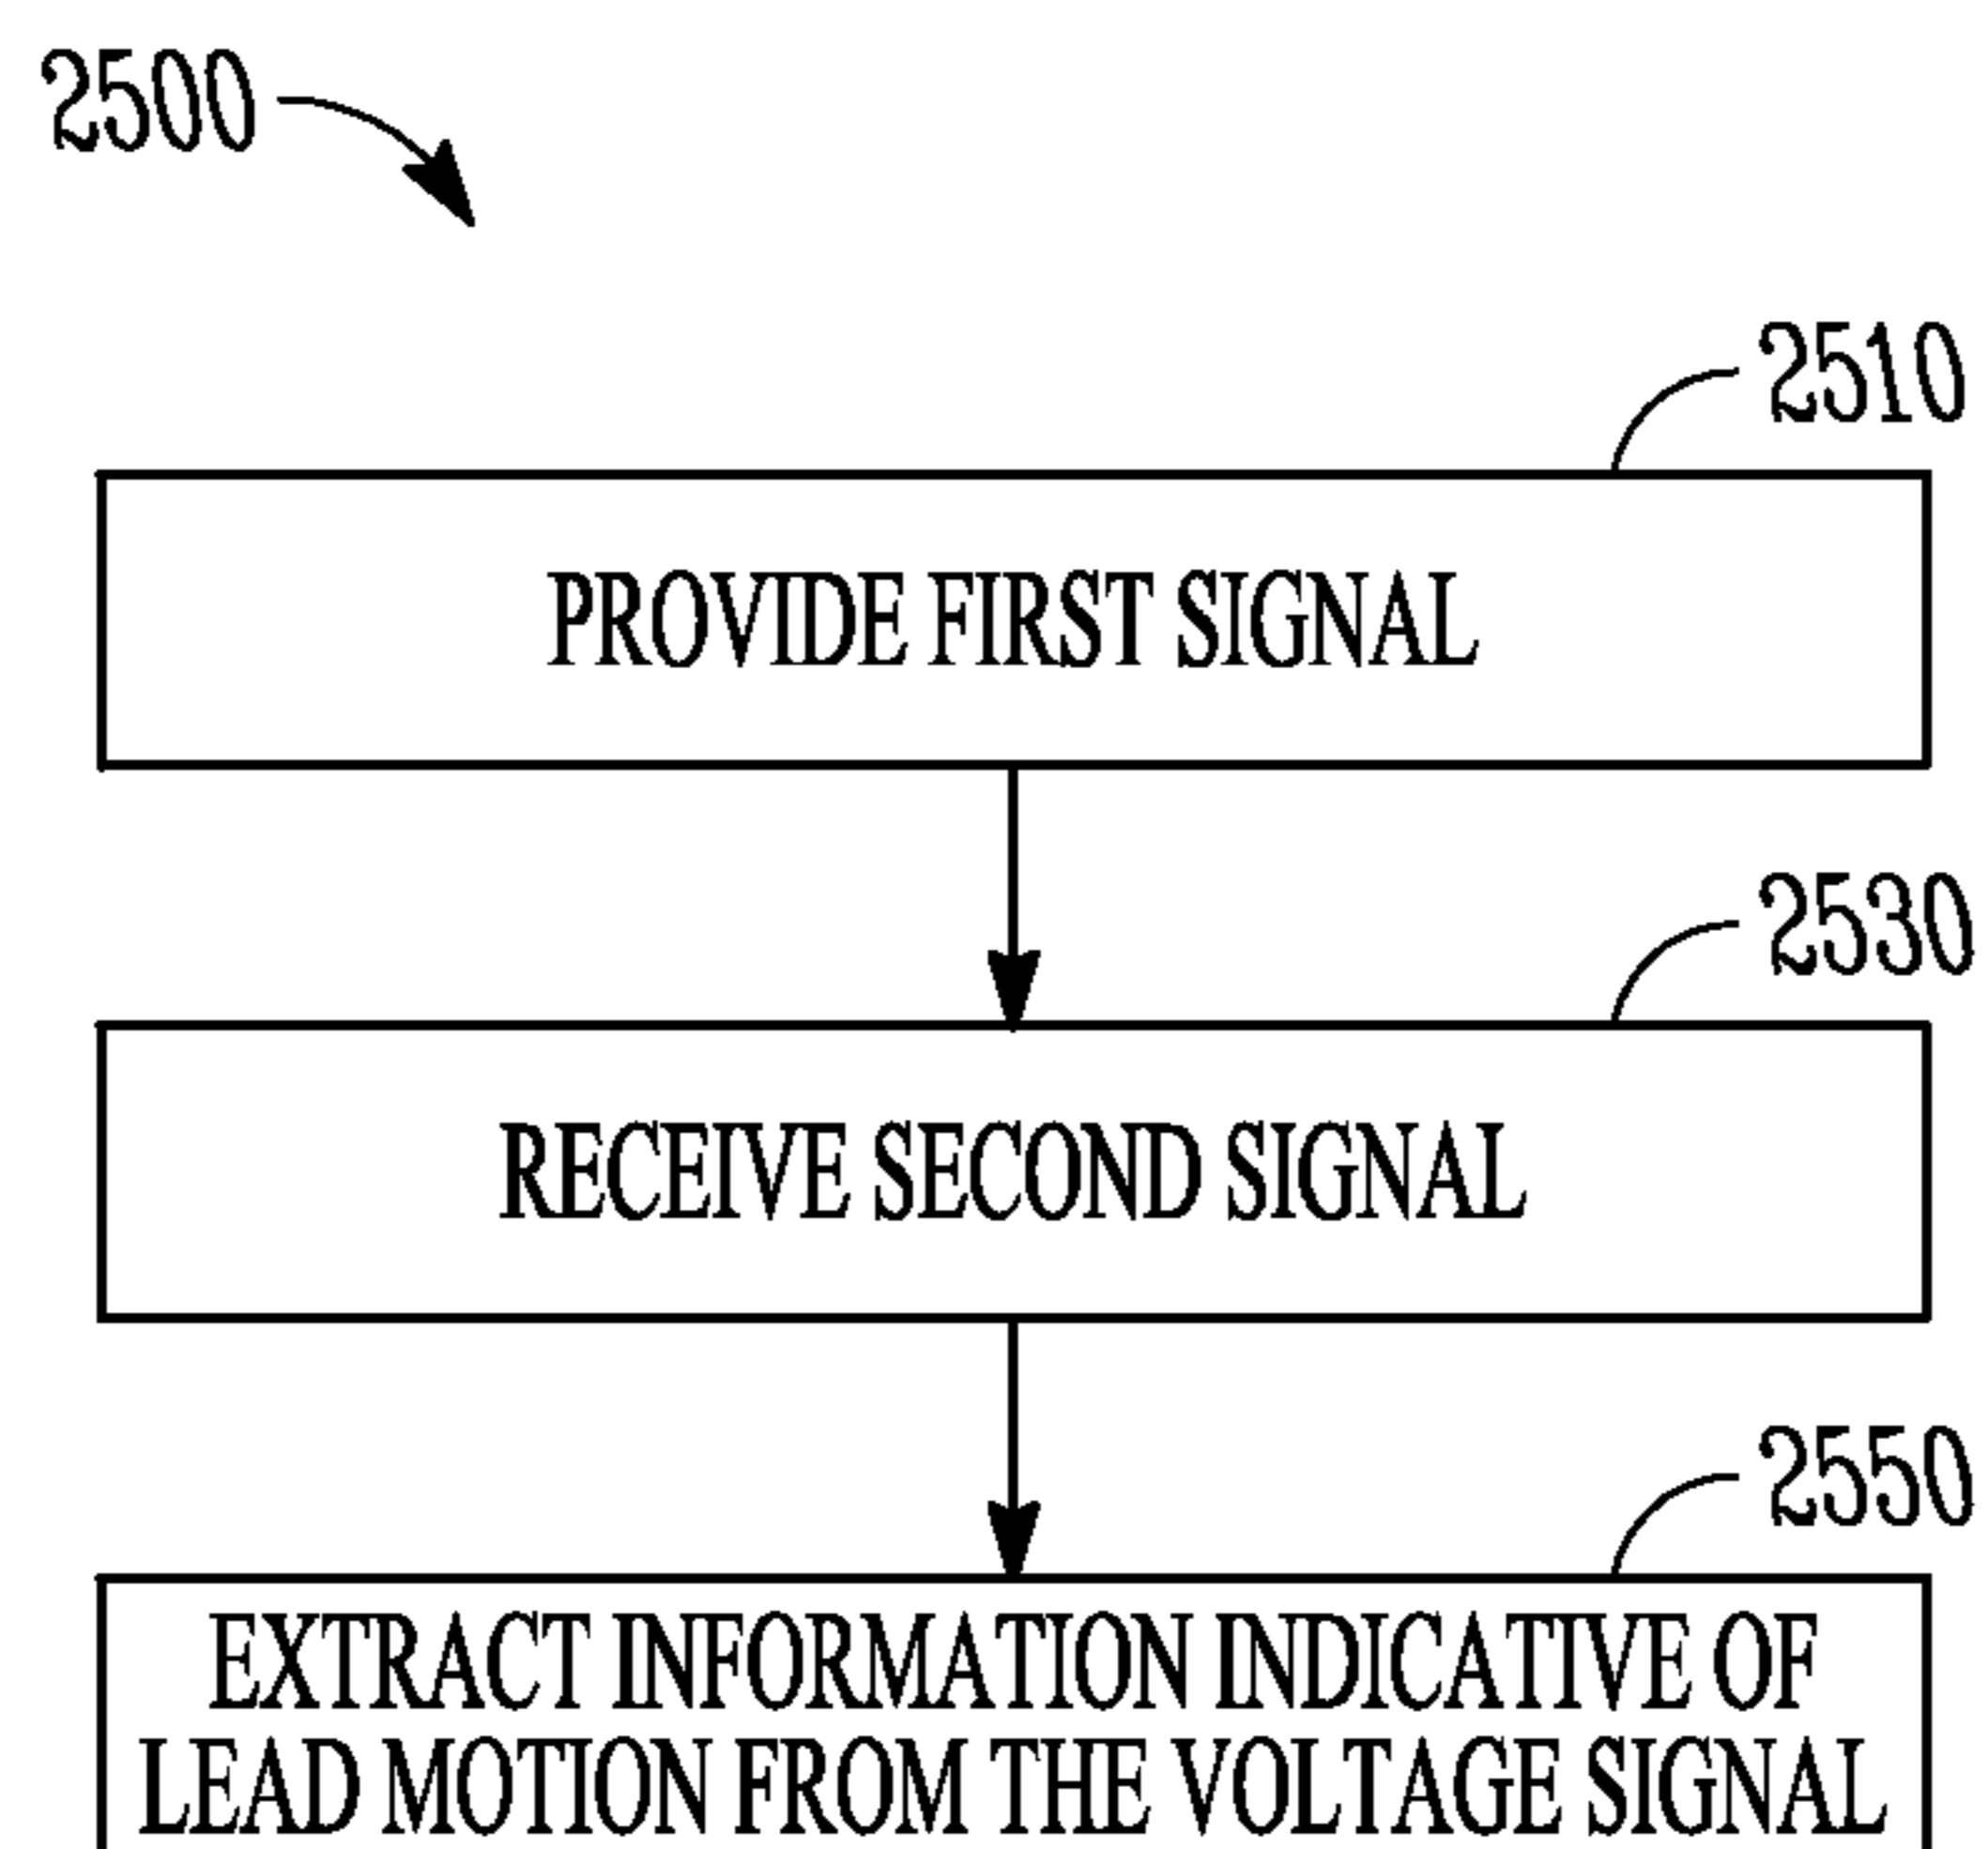 2500
2510
PROVIDE FIRST SIGNAL
2530
RECEIVE SECOND SIGNAL
2550
EXTRACT INFORMATION INDICATIVE OF
LEAD MOTION FROM THE VOLTAGE SIGNAL